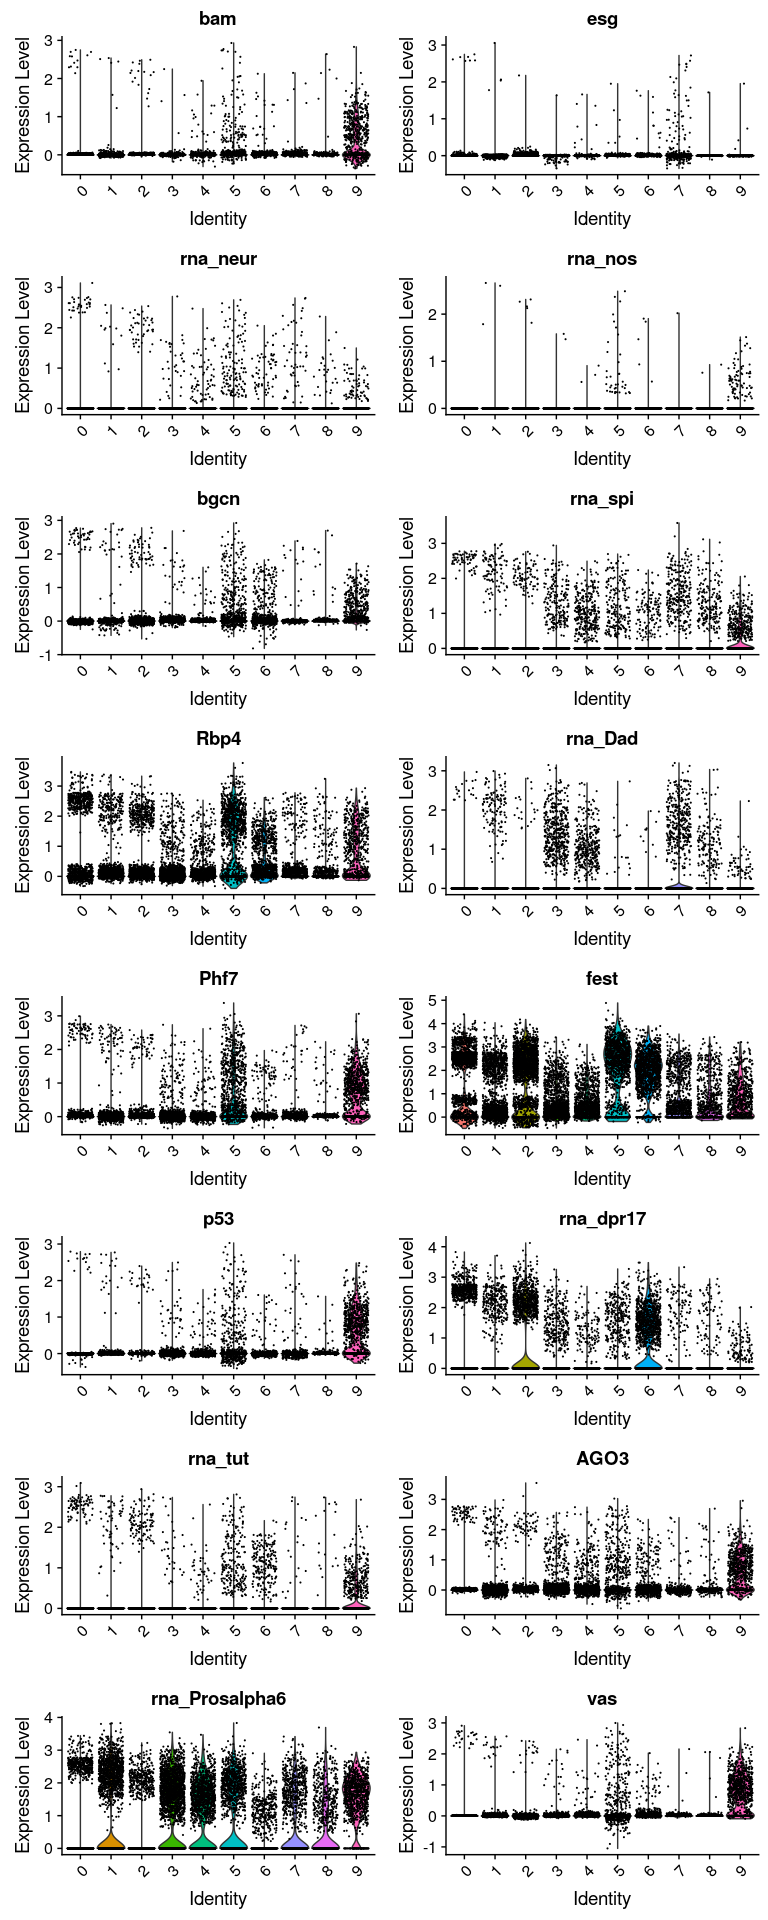 bam
Expression Level
3
2
1
0
0 1 2 3 4 5 6 7 8 9
Identity
esg
Expression Level
3
2
1
0
0 1 2 3 4 5 6 7 8 9
Identity
rna_neur
Expression Level
3
2
1
0
0 1 2 3 4 5 6 7 8 9
Identity
rna_nos
Expression Level
2
1
0
0 1 2 3 4 5 6 7 8 9
Identity
bgcn
Expression Level
3
2
1
0
-1
0 1 2 3 4 5 6 7 8 9
Identity
rna_spi
Expression Level
3
2
1
0
0 1 2 3 4 5 6 7 8 9
Identity
Rbp4
Expression Level
3
2
1
0
0 1 2 3 4 5 6 7 8 9
Identity
rna_Dad
Expression Level
3
2
1
0
0 1 2 3 4 5 6 7 8 9
Identity
Phf7
Expression Level
3
2
1
0
0 1 2 3 4 5 6 7 8 9
Identity
fest
Expression Level
5
4
3
2
1
0
0 1 2 3 4 5 6 7 8 9
Identity
p53
Expression Level
3
2
1
0
0 1 2 3 4 5 6 7 8 9
Identity
rna_dpr17
Expression Level
4
3
2
1
0
0 1 2 3 4 5 6 7 8 9
Identity
rna_tut
Expression Level
3
2
1
0
0 1 2 3 4 5 6 7 8 9
Identity
AGO3
Expression Level
3
2
1
0
0 1 2 3 4 5 6 7 8 9
Identity
rna_Prosalpha6
Expression Level
4
3
2
1
0
0 1 2 3 4 5 6 7 8 9
Identity
vas
Expression Level
3
2
1
0
-1
0 1 2 3 4 5 6 7 8 9
Identity